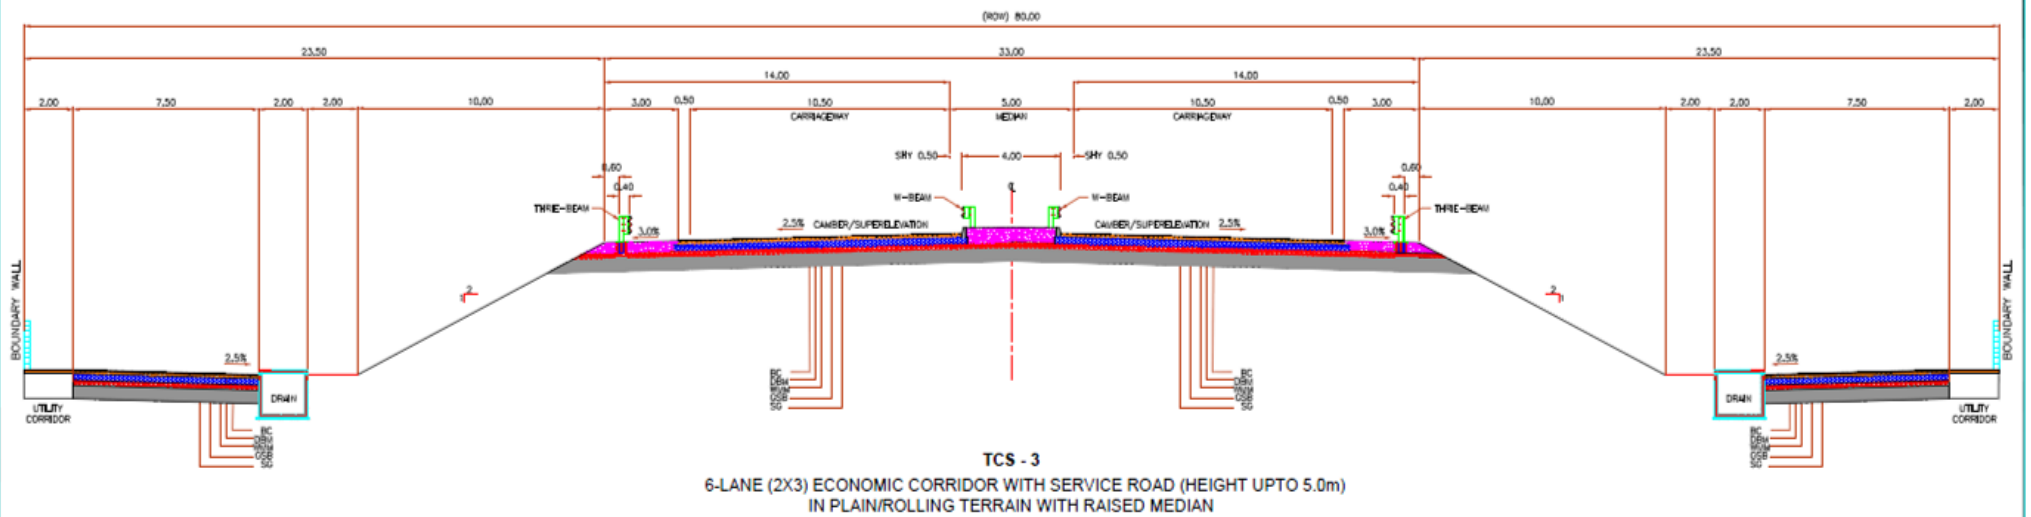 (ROW) 80.00
23.50 33.00 23.50
14.00 14.00
2.00 7.50 2.00 2.00 10.00 3.00 0.50 10.50 5.00 10.50 0.50 3.00 10.00 2.00 2.00 7.50 2.00
CARRIAGEWAY MEDIAN CARRIAGEWAY
SHY 0.50 4.00 SHY 0.50
0.60 0.60
0.40 ℄ 0.40
W-BEAM W-BEAM
THRIE-BEAM THRIE-BEAM
2.5% CAMBER/SUPERELEVATION CAMBER/SUPERELEVATION 2.5%
3.0% 3.0%
BOUNDARY WALL BOUNDARY WALL
2 2
1 1
2.5% 2.5%
BC BC
DBM DBM
GSB GSB
SG SG
DRAIN DRAIN
UTILITY UTILITY
CORRIDOR CORRIDOR
BC BC
DBM DBM
GSB GSB
SG SG
TCS - 3
6-LANE (2X3) ECONOMIC CORRIDOR WITH SERVICE ROAD (HEIGHT UPTO 5.0m)
IN PLAIN/ROLLING TERRAIN WITH RAISED MEDIAN